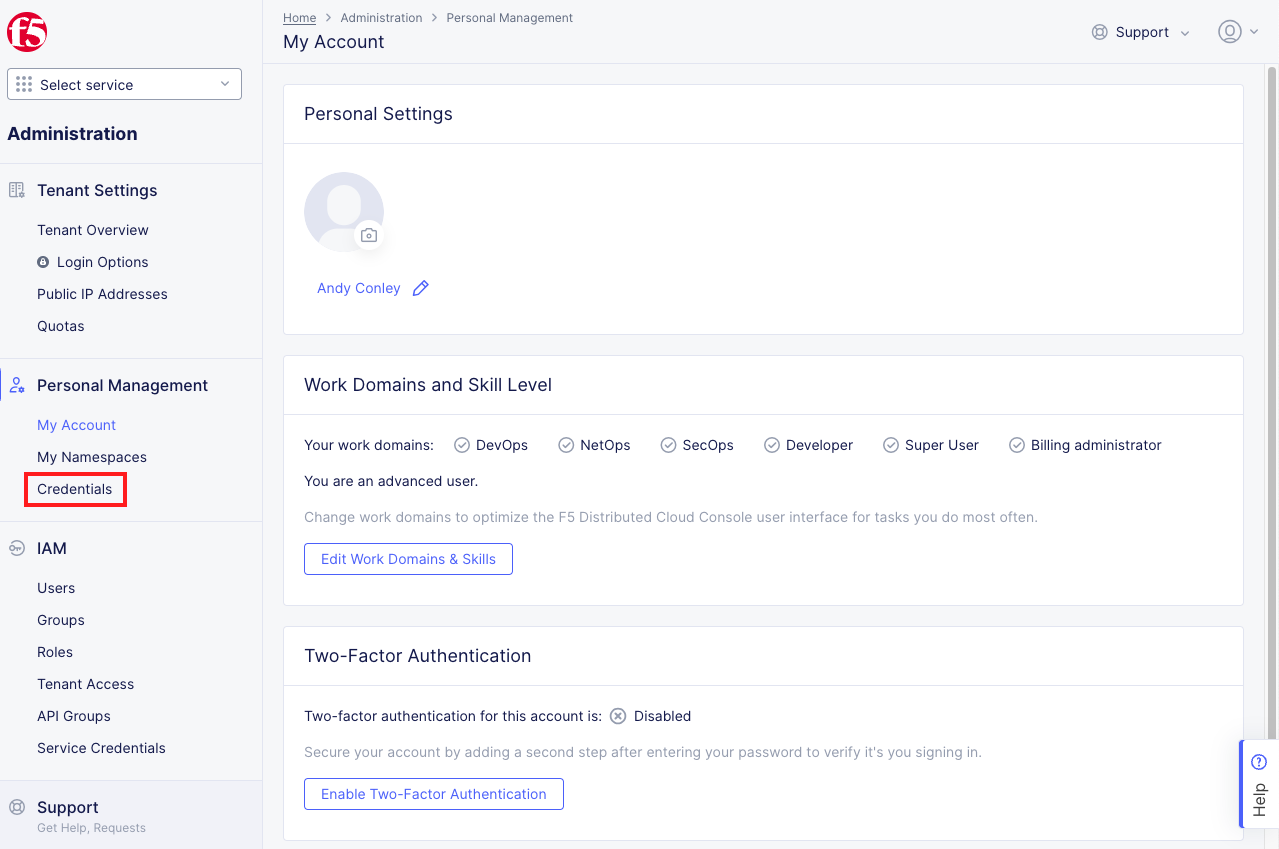 f5
Select service
Administration
Tenant Settings
Tenant Overview
Login Options
Public IP Addresses
Quotas
Personal Management
My Account
My Namespaces
Credentials
IAM
Users
Groups
Roles
Tenant Access
API Groups
Service Credentials
Support
Get Help, Requests
Home > Administration > Personal Management
My Account
Support
Personal Settings
Andy Conley
Work Domains and Skill Level
Your work domains: DevOps NetOps SecOps Developer Super User Billing administrator
You are an advanced user.
Change work domains to optimize the F5 Distributed Cloud Console user interface for tasks you do most often.
Edit Work Domains & Skills
Two-Factor Authentication
Two-factor authentication for this account is: Disabled
Secure your account by adding a second step after entering your password to verify it's you signing in.
Enable Two-Factor Authentication
Help